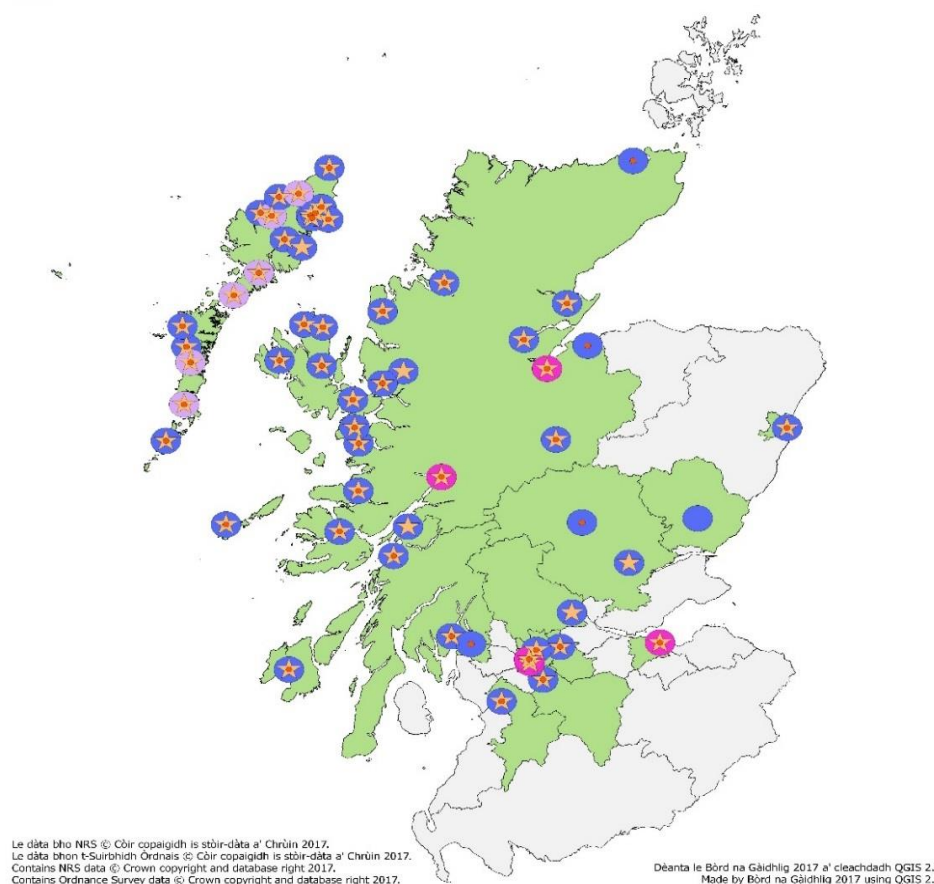 Le dàta bho NRS © Còir copaigidh is stòir-dàta a' Chrùin 2017.
Le dàta bhon t-Suirbhidh Òrdnais © Còir copaigidh is stòir-dàta a' Chrùin 2017.
Contains NRS data © Crown copyright and database right 2017.
Contains Ordnance Survey data © Crown copyright and database right 2017.
Dèanta le Bòrd na Gàidhlig 2017 a' cleachdadh QGIS 2.
Made by Bòrd na Gàidhlig 2017 using QGIS 2.